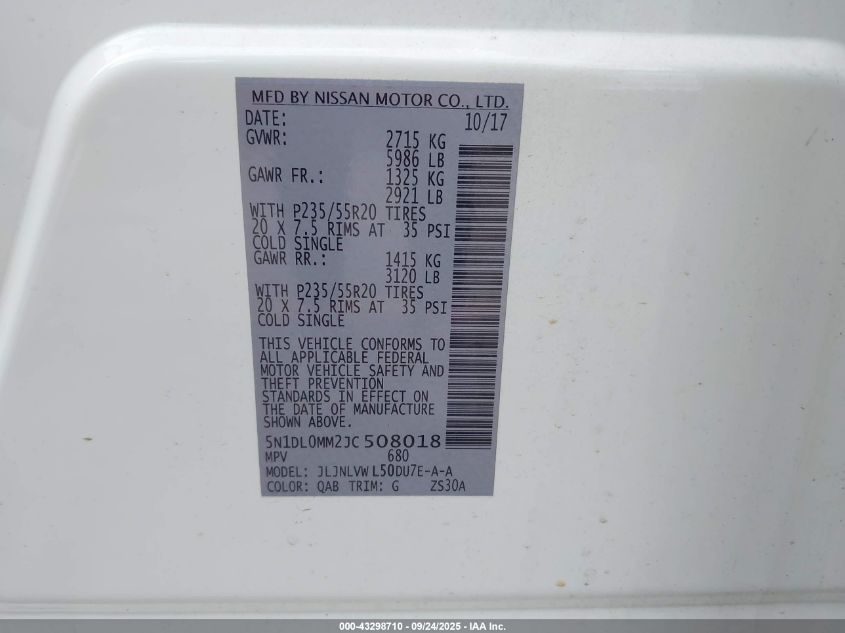 MFD BY NISSAN MOTOR CO., LTD.
DATE: 10/17
GVWR: 2715 KG
5986 LB
GAWR FR.: 1325 KG
2921 LB
WITH P235/55R20 TIRES
20 X 7.5 RIMS AT 35 PSI
COLD SINGLE
GAWR RR.: 1415 KG
3120 LB
WITH P235/55R20 TIRES
20 X 7.5 RIMS AT 35 PSI
COLD SINGLE
THIS VEHICLE CONFORMS TO
ALL APPLICABLE FEDERAL
MOTOR VEHICLE SAFETY AND
THEFT PREVENTION
STANDARDS IN EFFECT ON
THE DATE OF MANUFACTURE
SHOWN ABOVE.
5N1DL0MM2JC508018
MPV 680
MODEL: JLJNLVWL50DU7E-A-A
COLOR: QAB TRIM: G ZS30A
000-43298710 - 09/24/2025 - IAA Inc.